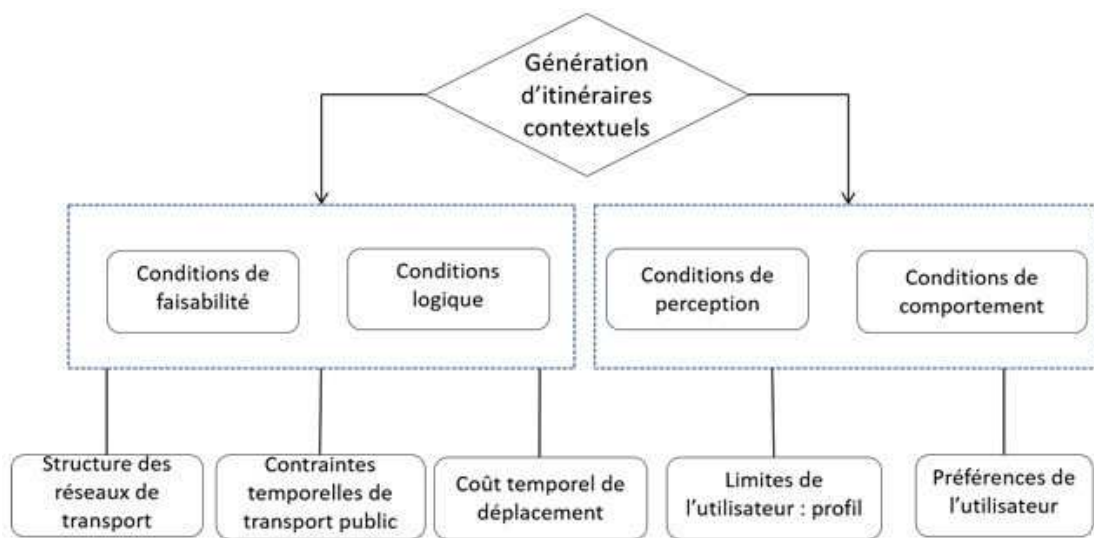 Génération
d'itinéraires
contextuels
Conditions de
faisabilité
Conditions
logique
Conditions de
perception
Conditions de
comportement
Structure des
réseaux de
transport
Contraintes
temporelles de
transport public
Coût temporel de
déplacement
Limites de
l'utilisateur : profil
Préférences de
l'utilisateur